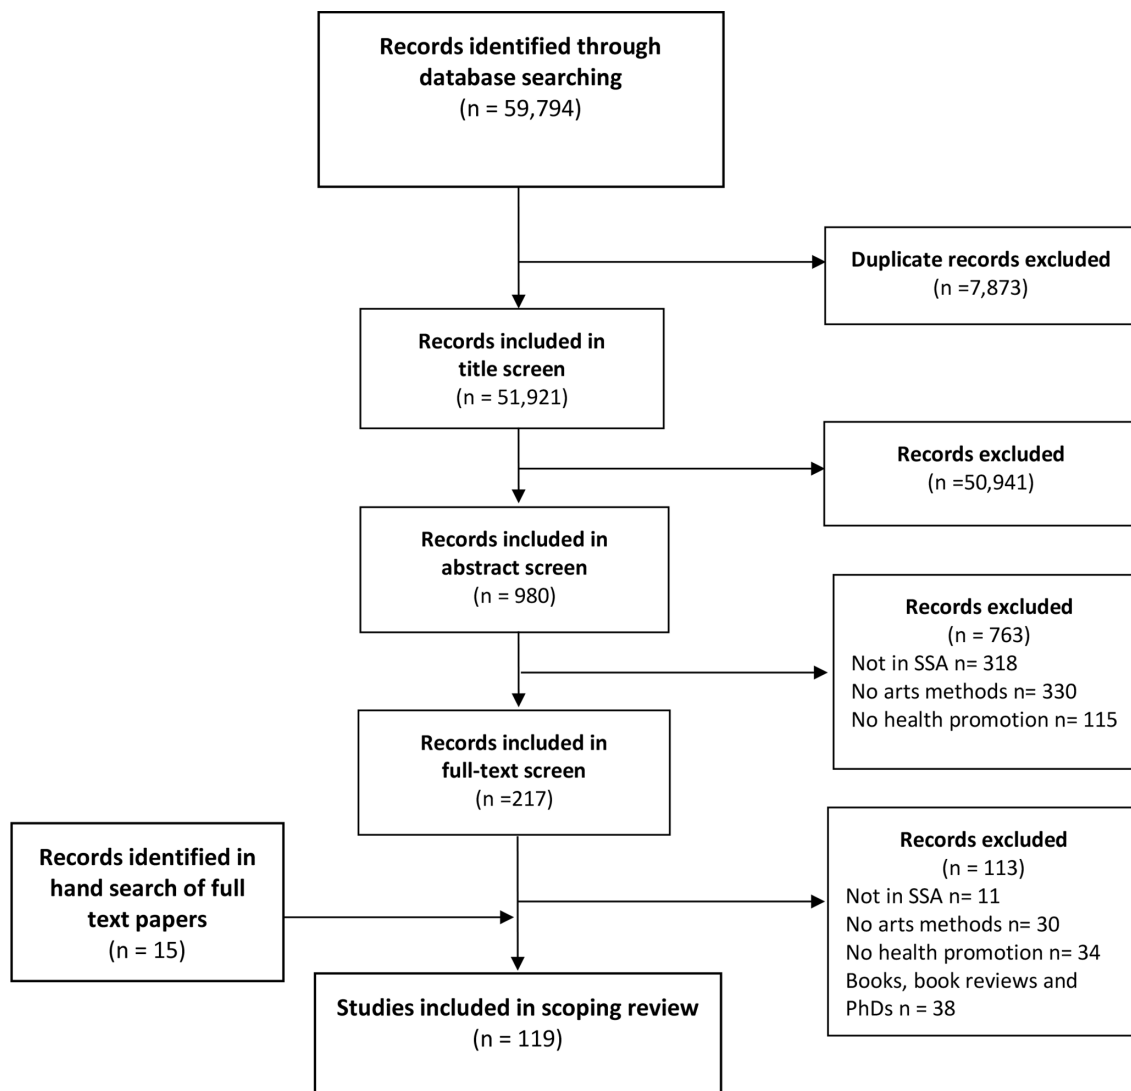 Records identified through
database searching
(n = 59,794)
Duplicate records excluded
(n =7,873)
Records included in
title screen
(n = 51,921)
Records excluded
(n =50,941)
Records included in
abstract screen
(n = 980)
Records excluded
(n = 763)
Not in SSA n= 318
No arts methods n= 330
No health promotion n= 115
Records included in
full-text screen
(n =217)
Records identified in
hand search of full
text papers
(n = 15)
Records excluded
(n = 113)
Not in SSA n= 11
No arts methods n= 30
No health promotion n= 34
Books, book reviews and
PhDs n = 38
Studies included in scoping review
(n = 119)